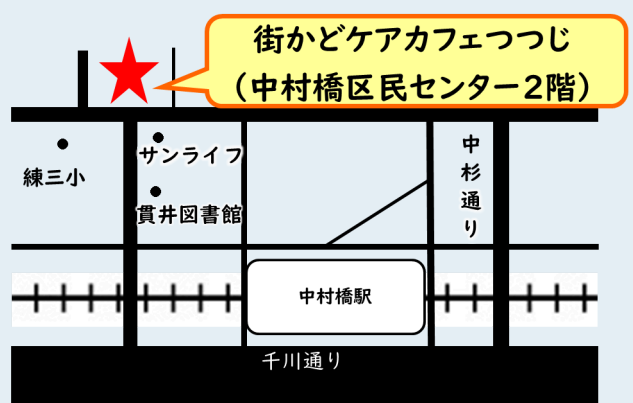 街かどケアカフェつつじ
（中村橋区民センター２階）
練三小
サンライフ
貫井図書館
中杉通り
中村橋駅
千川通り